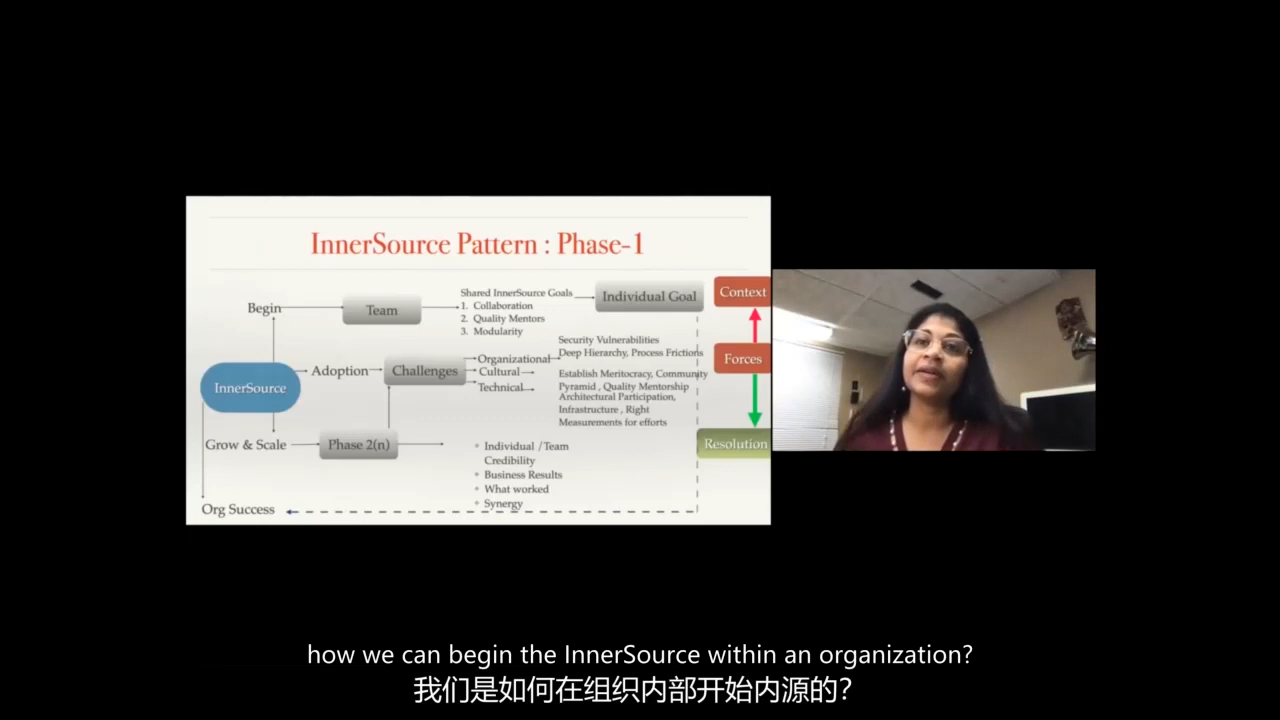 InnerSource Pattern : Phase-1
Begin
Team
Shared InnerSource Goals
1. Collaboration
2. Quality Mentors
3. Modularity
Individual Goal
Context
Forces
Resolution
InnerSource
Adoption
Challenges
Organizational
Cultural
Technical
Security Vulnerabilities
Deep Hierarchy, Process Frictions
Establish Meritocracy, Community
Pyramid , Quality Mentorship
Architectural Participation,
Infrastructure , Right
Measurements for efforts
Grow & Scale
Phase 2(n)
Individual /Team
Credibility
Business Results
What worked
Synergy
Org Success
how we can begin the InnerSource within an organization?
我们是如何在组织内部开始内源的？